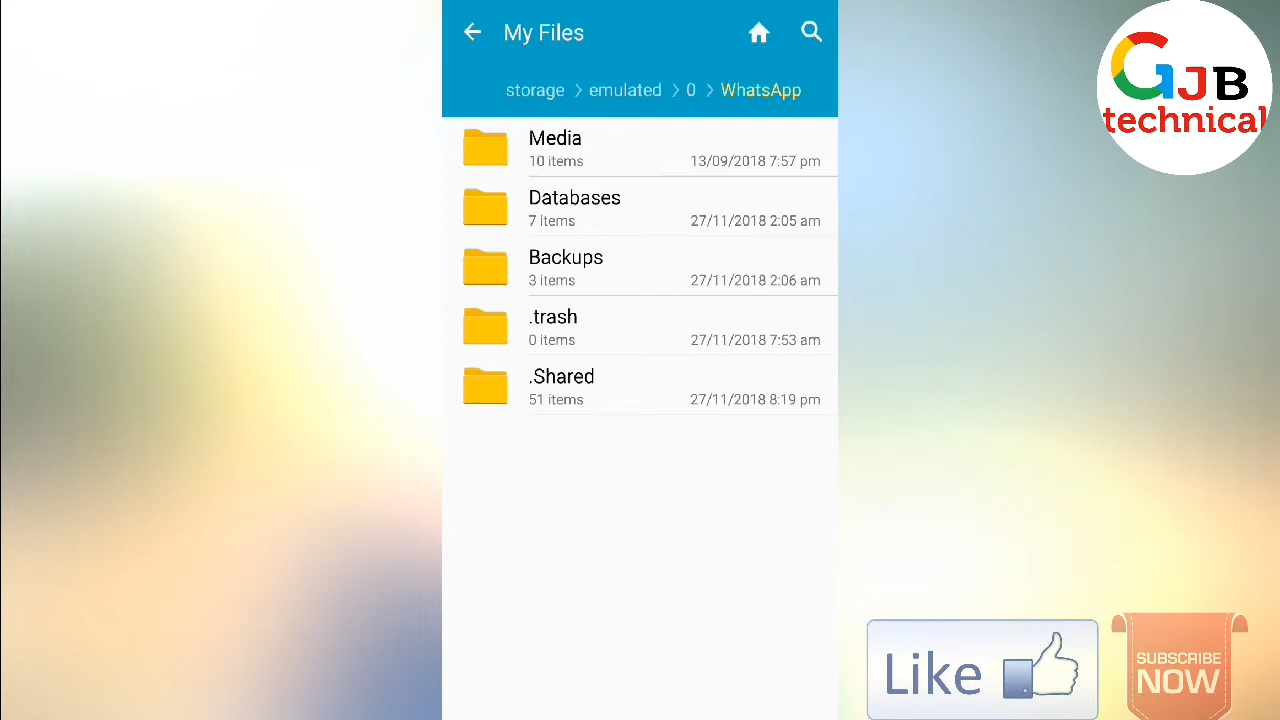 My Files
storage > emulated > 0 > WhatsApp
Media
10 items 13/09/2018 7:57 pm
Databases
7 items 27/11/2018 2:05 am
Backups
3 items 27/11/2018 2:06 am
.trash
0 items 27/11/2018 7:53 am
.Shared
51 items 27/11/2018 8:19 pm
GJB
technical
Like
SUBSCRIBE
NOW